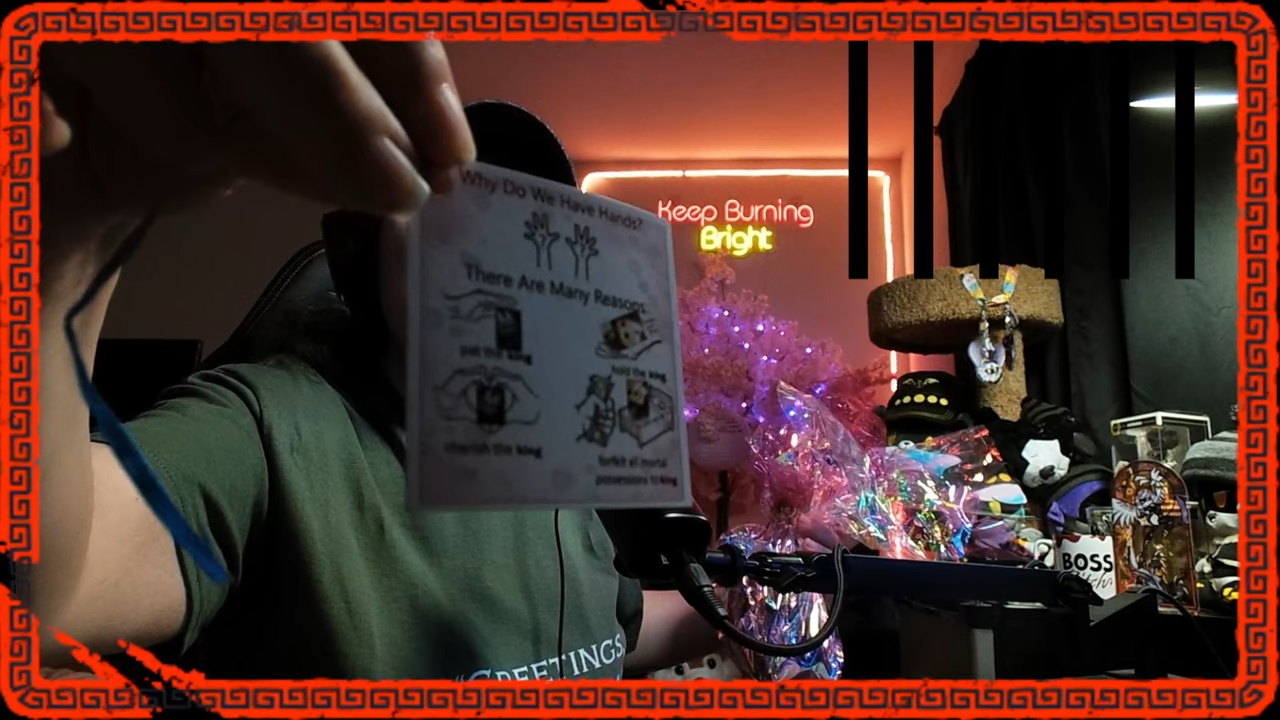 Why Do We Have Hands?
There Are Many Reasons
pet the king
hold the king
cherish the king
forfeit all mortal
possessions to king
Keep Burning
Bright
BOSS
Bitch
"GREETINGS,